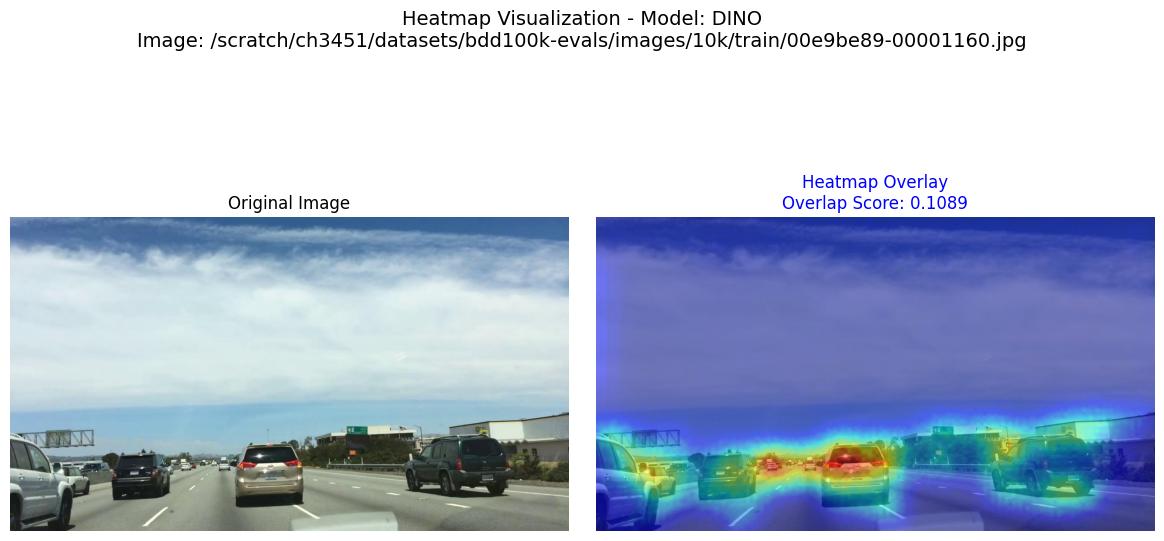 Heatmap Visualization - Model: DINO
Image: /scratch/ch3451/datasets/bdd100k-evals/images/10k/train/00e9be89-00001160.jpg
Original Image
Heatmap Overlay
Overlap Score: 0.1089